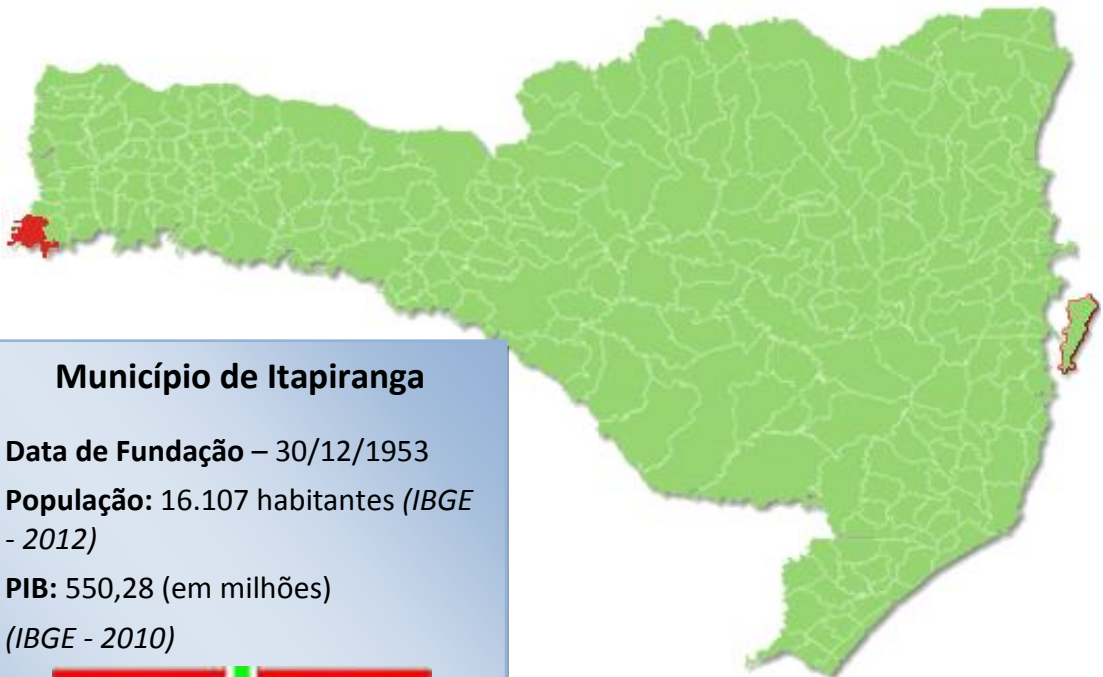 Município de Itapiranga
Data de Fundação – 30/12/1953
População: 16.107 habitantes (IBGE
- 2012)
PIB: 550,28 (em milhões)
(IBGE - 2010)